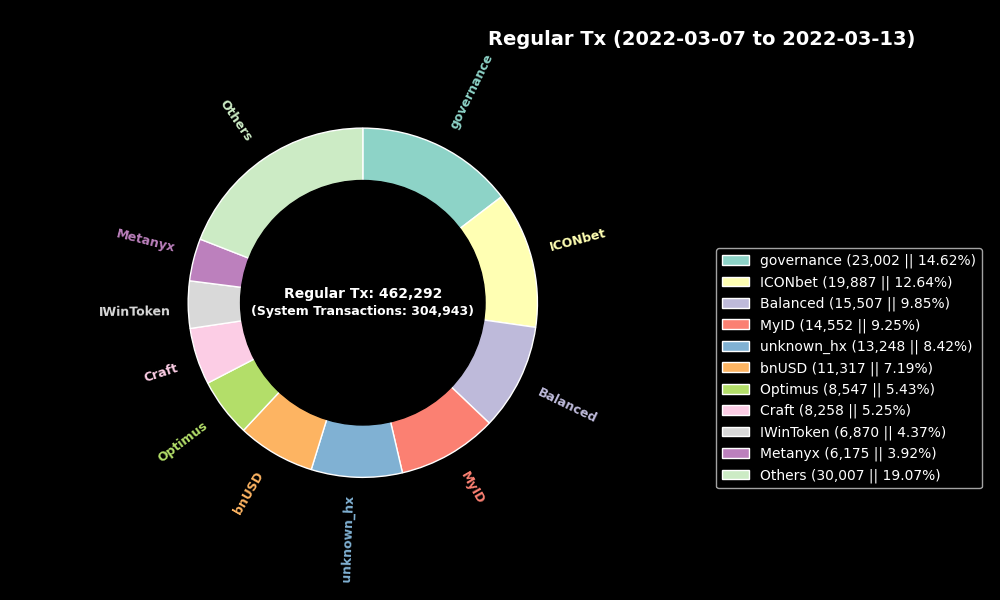 Regular Tx (2022-03-07 to 2022-03-13)
governance
Others
ICONbet
Metanyx
Regular Tx: 462,292
(System Transactions: 304,943)
IWinToken
Craft
Balanced
Optimus
MyID
bnUSD
unknown_hx
governance (23,002 || 14.62%)
ICONbet (19,887 || 12.64%)
Balanced (15,507 || 9.85%)
MyID (14,552 || 9.25%)
unknown_hx (13,248 || 8.42%)
bnUSD (11,317 || 7.19%)
Optimus (8,547 || 5.43%)
Craft (8,258 || 5.25%)
IWinToken (6,870 || 4.37%)
Metanyx (6,175 || 3.92%)
Others (30,007 || 19.07%)